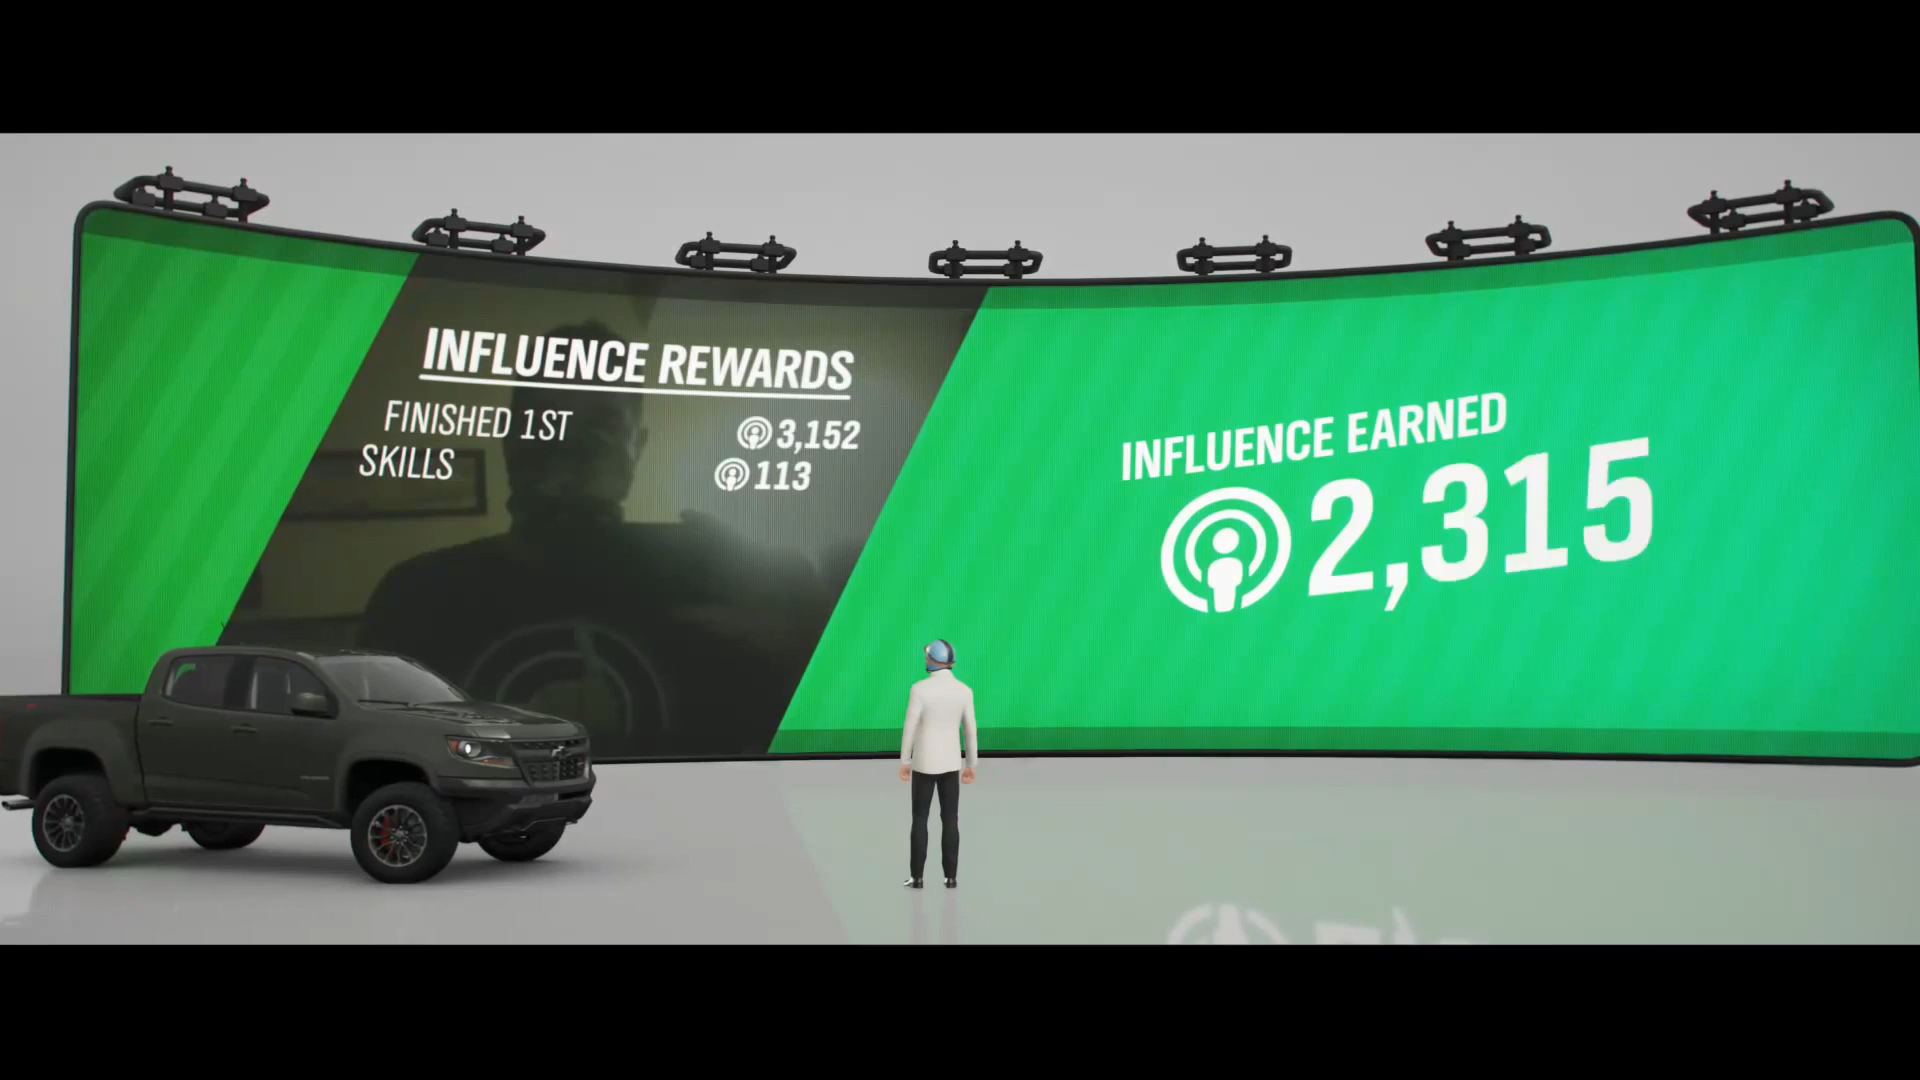 INFLUENCE REWARDS
FINISHED 1ST 3,152
SKILLS 113
INFLUENCE EARNED
2,315